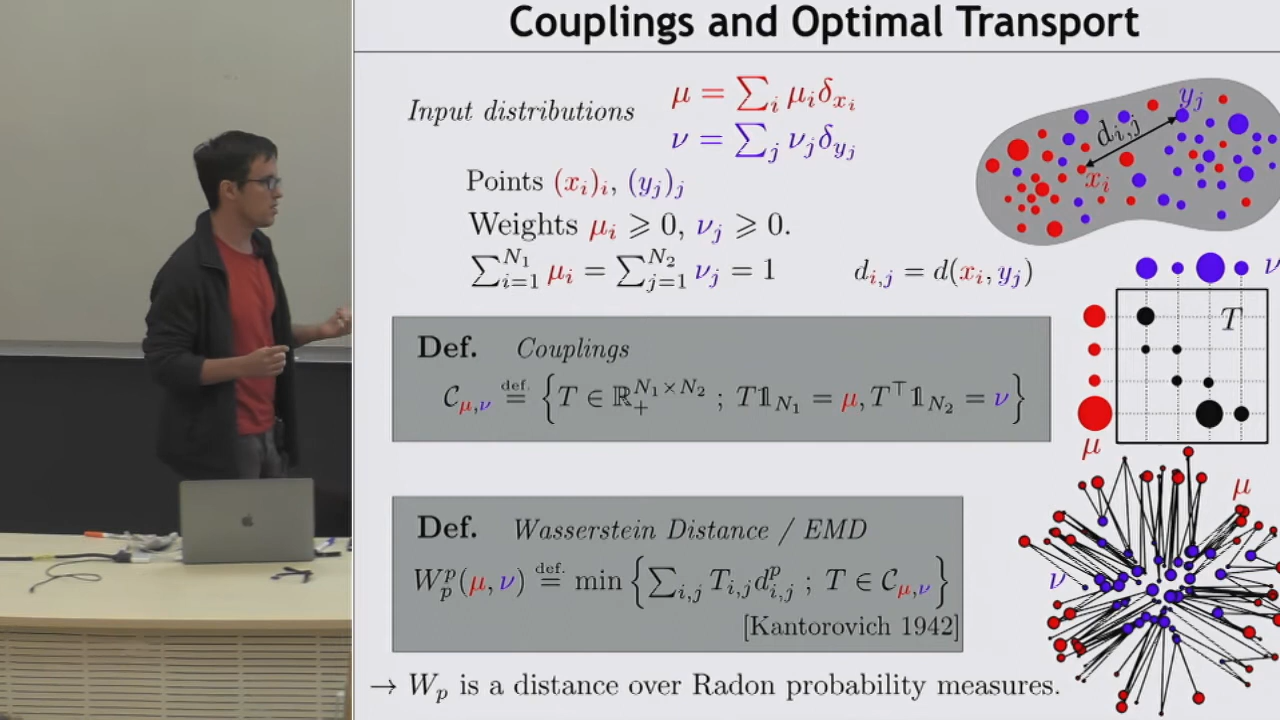 Couplings and Optimal Transport
Input distributions
μ = ∑_i μ_i δ_{x_i}
ν = ∑_j ν_j δ_{y_j}
Points (x_i)_i, (y_j)_j
Weights μ_i ⩾ 0, ν_j ⩾ 0.
∑_{i=1}^{N_1} μ_i = ∑_{j=1}^{N_2} ν_j = 1
d_{i,j} = d(x_i, y_j)
y_j
d_{i,j}
x_i
Def. Couplings
𝒞_{μ,ν} ≝ {T ∈ ℝ_+^{N_1×N_2} ; T𝟙_{N_1} = μ, T^⊤𝟙_{N_2} = ν}
ν
T
μ
Def. Wasserstein Distance / EMD
W_p^p(μ, ν) ≝ min {∑_{i,j} T_{i,j} d_{i,j}^p ; T ∈ 𝒞_{μ,ν}}
[Kantorovich 1942]
μ
ν
→ W_p is a distance over Radon probability measures.